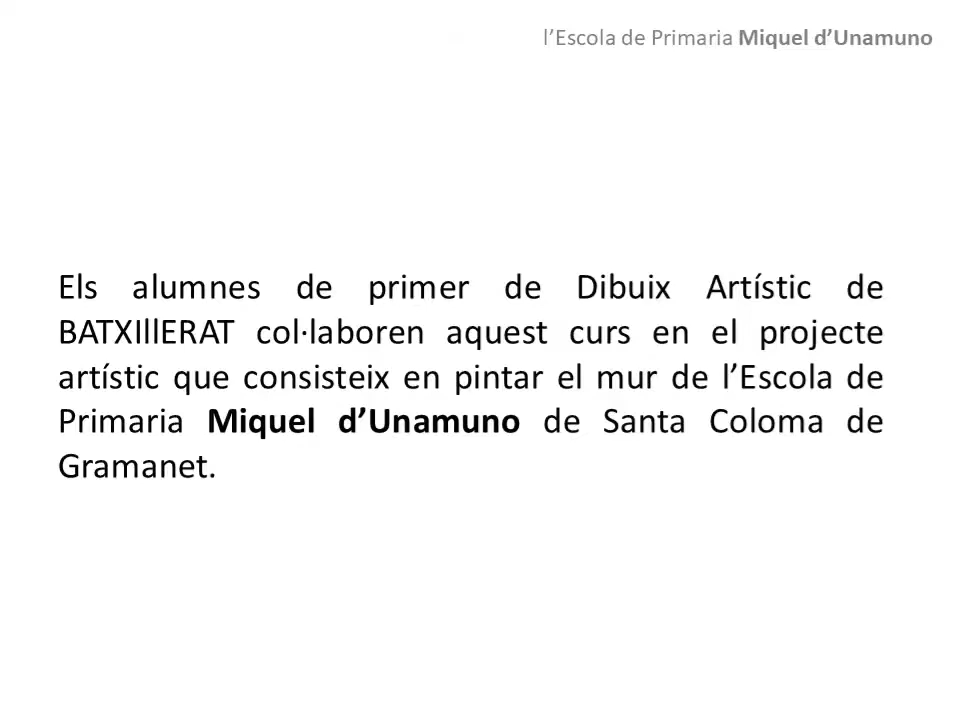 l’Escola de Primaria Miquel d’Unamuno
Els alumnes de primer de Dibuix Artístic de
BATXIllERAT col·laboren aquest curs en el projecte
artístic que consisteix en pintar el mur de l’Escola de
Primaria Miquel d’Unamuno de Santa Coloma de
Gramanet.